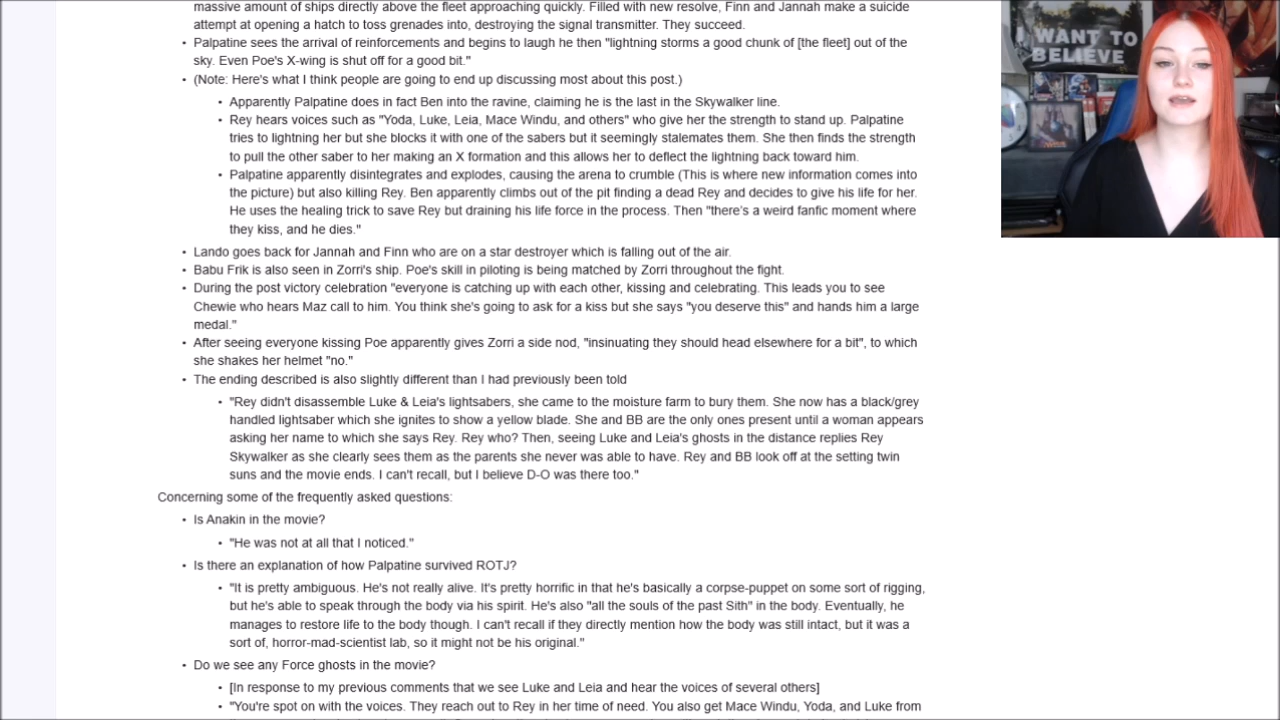 massive amount of ships directly above the fleet approaching quickly. Filled with new resolve, Finn and Jannah make a suicide
attempt at opening a hatch to toss grenades into, destroying the signal transmitter. They succeed.
• Palpatine sees the arrival of reinforcements and begins to laugh he then "lightning storms a good chunk of [the fleet] out of the
sky. Even Poe's X-wing is shut off for a good bit."
• (Note: Here's what I think people are going to end up discussing most about this post.)
• Apparently Palpatine does in fact Ben into the ravine, claiming he is the last in the Skywalker line.
• Rey hears voices such as "Yoda, Luke, Leia, Mace Windu, and others" who give her the strength to stand up. Palpatine
tries to lightning her but she blocks it with one of the sabers but it seemingly stalemates them. She then finds the strength
to pull the other saber to her making an X formation and this allows her to deflect the lightning back toward him.
• Palpatine apparently disintegrates and explodes, causing the arena to crumble (This is where new information comes into
the picture) but also killing Rey. Ben apparently climbs out of the pit finding a dead Rey and decides to give his life for her.
He uses the healing trick to save Rey but draining his life force in the process. Then "there's a weird fanfic moment where
they kiss, and he dies."
• Lando goes back for Jannah and Finn who are on a star destroyer which is falling out of the air.
• Babu Frik is also seen in Zorri's ship. Poe's skill in piloting is being matched by Zorri throughout the fight.
• During the post victory celebration "everyone is catching up with each other, kissing and celebrating. This leads you to see
Chewie who hears Maz call to him. You think she's going to ask for a kiss but she says "you deserve this" and hands him a large
medal."
• After seeing everyone kissing Poe apparently gives Zorri a side nod, "insinuating they should head elsewhere for a bit", to which
she shakes her helmet "no."
• The ending described is also slightly different than I had previously been told
• "Rey didn't disassemble Luke & Leia's lightsabers, she came to the moisture farm to bury them. She now has a black/grey
handled lightsaber which she ignites to show a yellow blade. She and BB are the only ones present until a woman appears
asking her name to which she says Rey. Rey who? Then, seeing Luke and Leia's ghosts in the distance replies Rey
Skywalker as she clearly sees them as the parents she never was able to have. Rey and BB look off at the setting twin
suns and the movie ends. I can't recall, but I believe D-O was there too."
Concerning some of the frequently asked questions:
• Is Anakin in the movie?
• "He was not at all that I noticed."
• Is there an explanation of how Palpatine survived ROTJ?
• "It is pretty ambiguous. He's not really alive. It's pretty horrific in that he's basically a corpse-puppet on some sort of rigging,
but he's able to speak through the body via his spirit. He's also "all the souls of the past Sith" in the body. Eventually, he
manages to restore life to the body though. I can't recall if they directly mention how the body was still intact, but it was a
sort of, horror-mad-scientist lab, so it might not be his original."
• Do we see any Force ghosts in the movie?
• [In response to my previous comments that we see Luke and Leia and hear the voices of several others]
• "You're spot on with the voices. They reach out to Rey in her time of need. You also get Mace Windu, Yoda, and Luke from
I WANT TO
BELIEVE